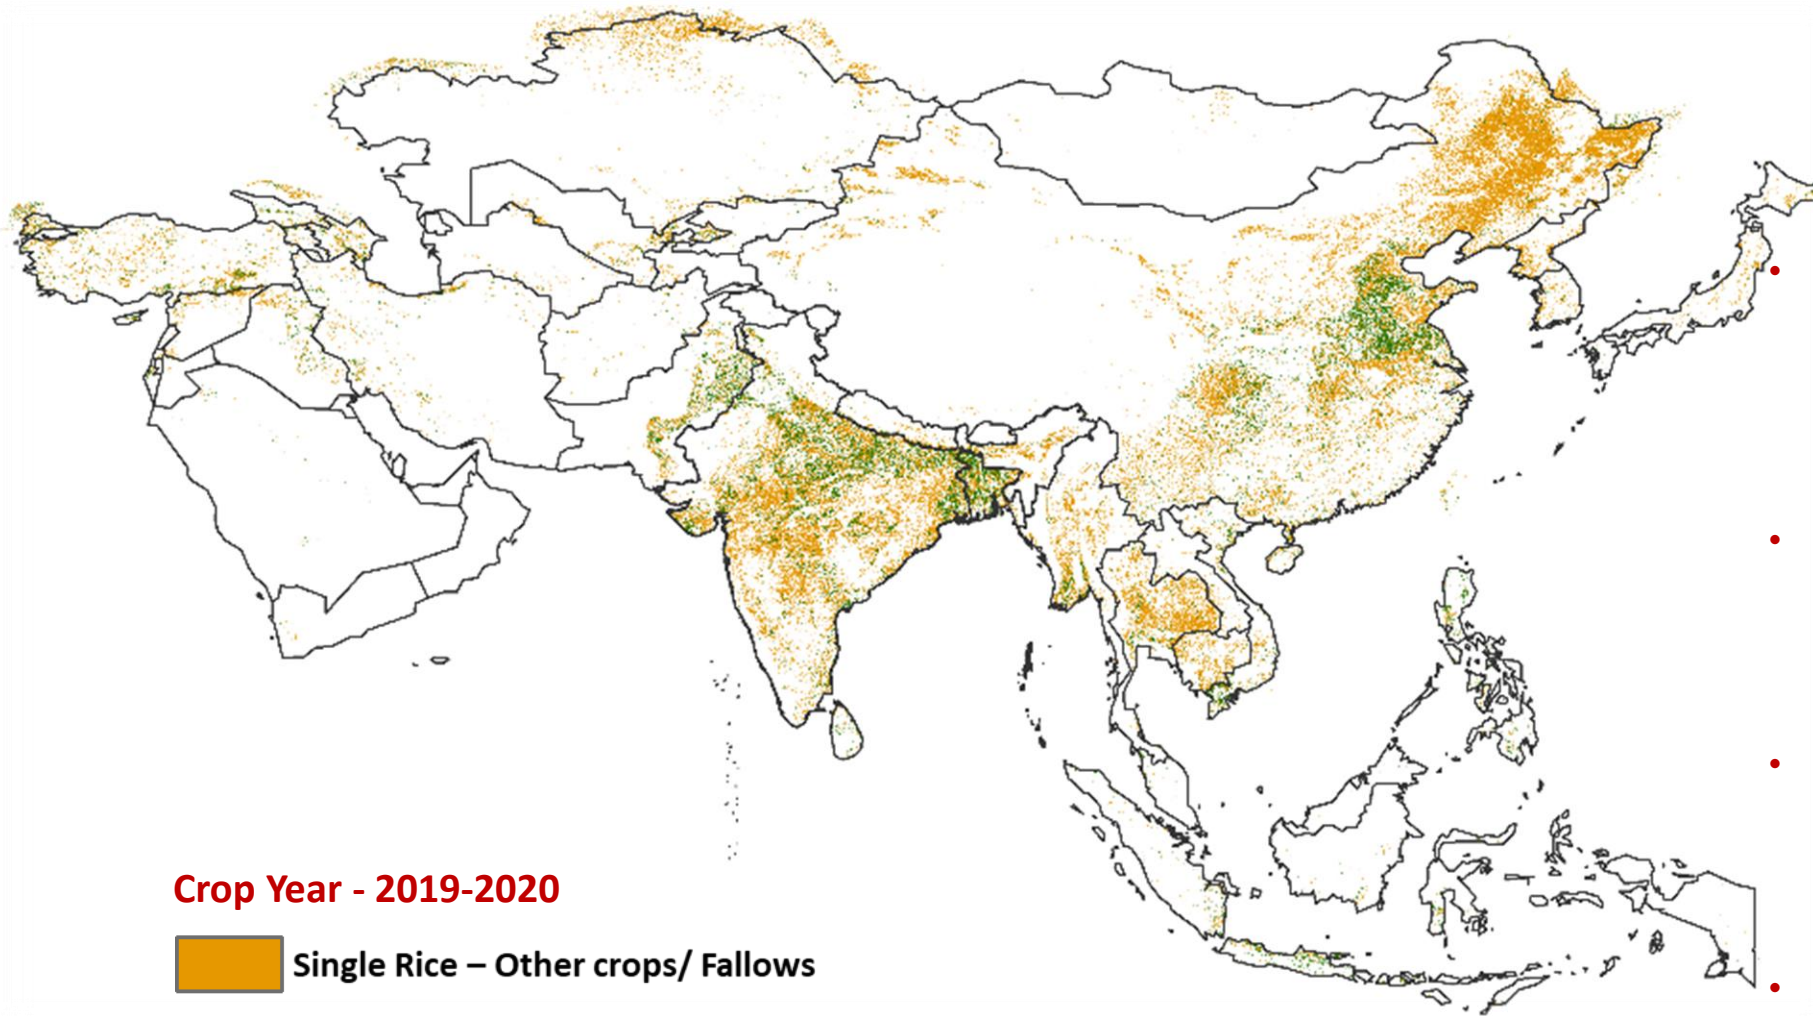 Crop Year - 2019-2020
Single Rice – Other crops/ Fallows